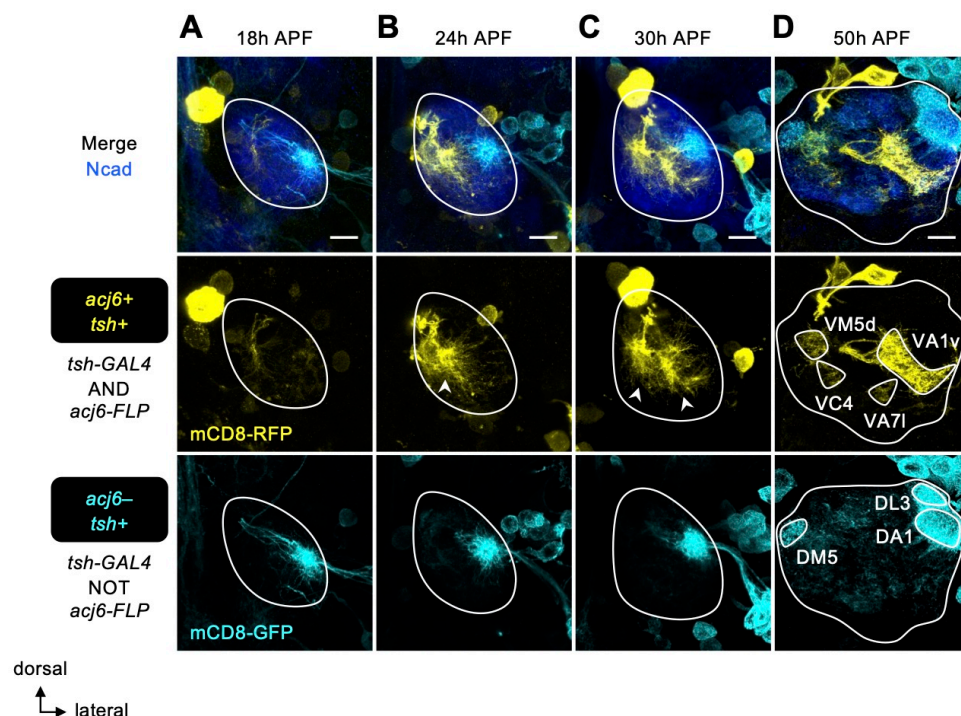 A
18h APF
B
24h APF
C
30h APF
D
50h APF
Merge
Ncad
acj6+
tsh+
tsh-GAL4
AND
acj6-FLP
mCD8-RFP
VM5d
VA1v
VC4
VA7l
acj6–
tsh+
tsh-GAL4
NOT
acj6-FLP
mCD8-GFP
DL3
DA1
DM5
dorsal
lateral